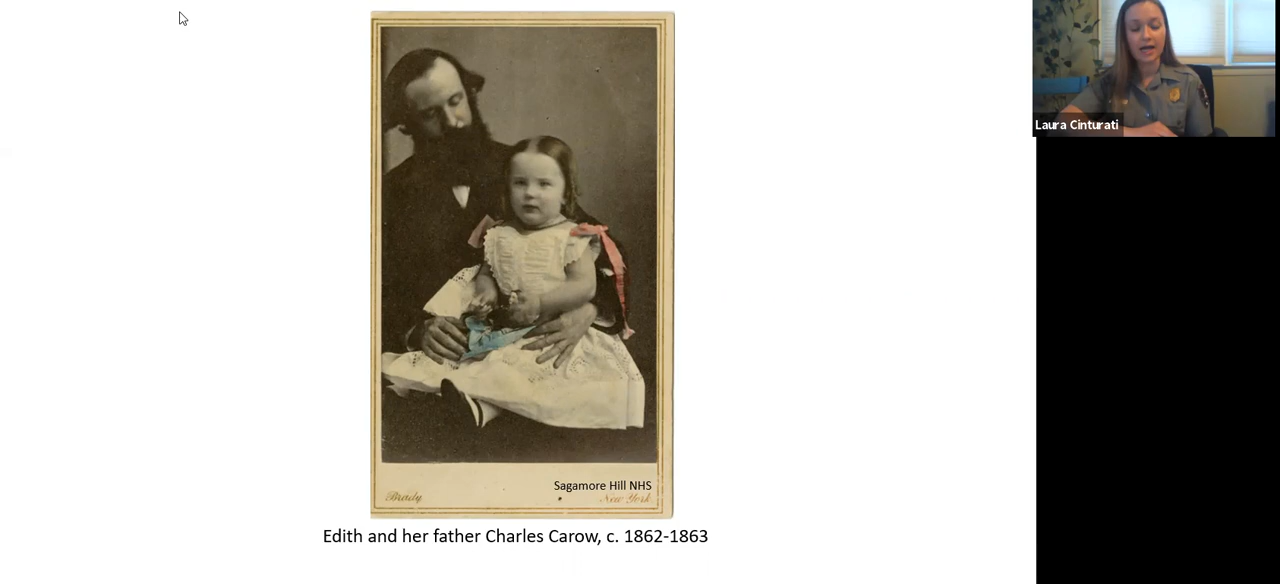 Laura Cinturati
Sagamore Hill NHS
Brady
New York
Edith and her father Charles Carow, c. 1862-1863